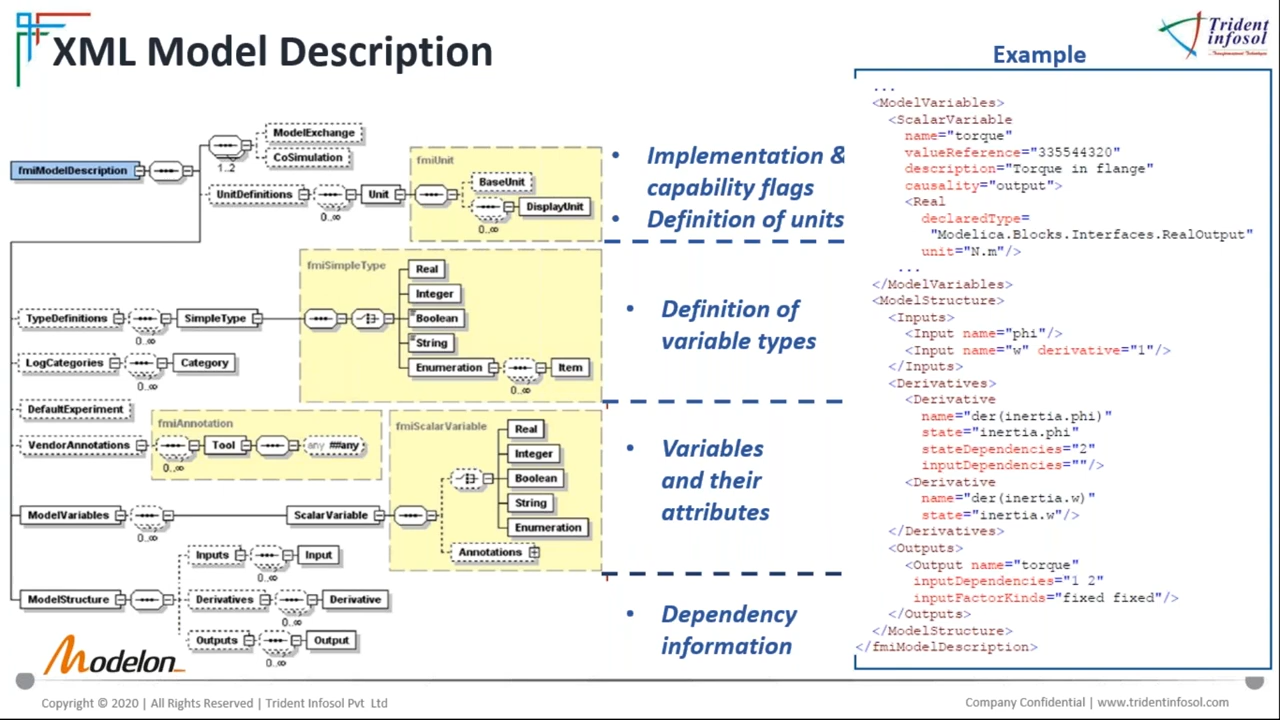 XML Model Description
Trident
infosol
Example
fmiModelDescription
1..2
ModelExchange
CoSimulation
UnitDefinitions
0..∞
Unit
fmiUnit
BaseUnit
DisplayUnit
0..∞
• Implementation &
capability flags
• Definition of units
TypeDefinitions
0..∞
SimpleType
fmiSimpleType
Real
Integer
Boolean
String
Enumeration
0..∞
Item
• Definition of
variable types
LogCategories
0..∞
Category
DefaultExperiment
VendorAnnotations
fmiAnnotation
0..∞
Tool
any ##any
fmiScalarVariable
Real
Integer
Boolean
String
Enumeration
Annotations
• Variables
and their
attributes
ModelVariables
0..∞
ScalarVariable
ModelStructure
Inputs
0..∞
Input
Derivatives
0..∞
Derivative
Outputs
0..∞
Output
• Dependency
information
...
<ModelVariables>
<ScalarVariable
name="torque"
valueReference="335544320"
description="Torque in flange"
causality="output">
<Real
declaredType=
"Modelica.Blocks.Interfaces.RealOutput"
unit="N.m"/>
...
</ModelVariables>
<ModelStructure>
<Inputs>
<Input name="phi"/>
<Input name="w" derivative="1"/>
</Inputs>
<Derivatives>
<Derivative
name="der(inertia.phi)"
state="inertia.phi"
stateDependencies="2"
inputDependencies=""/>
<Derivative
name="der(inertia.w)"
state="inertia.w"/>
</Derivatives>
<Outputs>
<Output name="torque"
inputDependencies="1 2"
inputFactorKinds="fixed fixed"/>
</Outputs>
</ModelStructure>
</fmiModelDescription>
Modelon
Copyright © 2020 | All Rights Reserved | Trident Infosol Pvt Ltd
Company Confidential | www.tridentinfosol.com